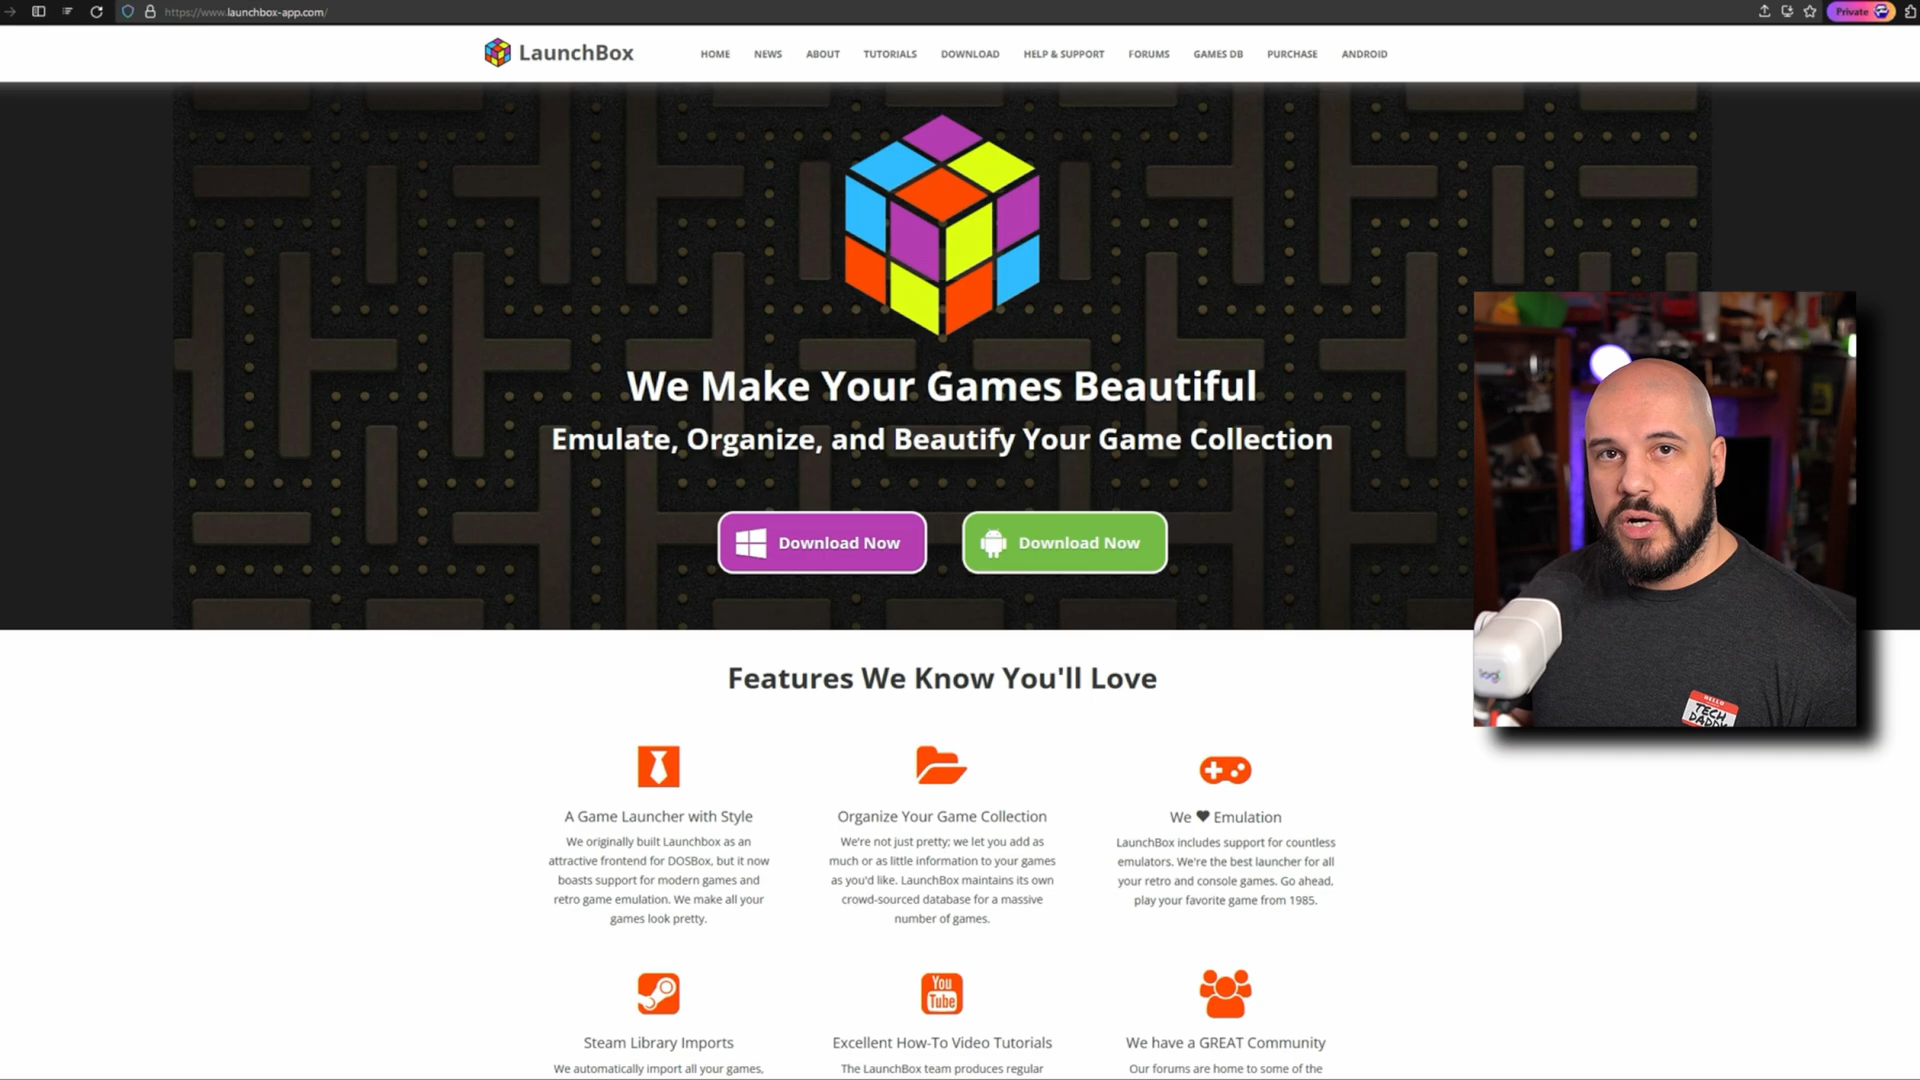 https://www.launchbox-app.com/
Private
LaunchBox
HOME
NEWS
ABOUT
TUTORIALS
DOWNLOAD
HELP & SUPPORT
FORUMS
GAMES DB
PURCHASE
ANDROID
We Make Your Games Beautiful
Emulate, Organize, and Beautify Your Game Collection
Download Now
Download Now
HELLO
TECH
DADDY
Features We Know You'll Love
A Game Launcher with Style
We originally built Launchbox as an
attractive frontend for DOSBox, but it now
boasts support for modern games and
retro game emulation. We make all your
games look pretty.
Organize Your Game Collection
We're not just pretty; we let you add as
much or as little information to your games
as you'd like. LaunchBox maintains its own
crowd-sourced database for a massive
number of games.
We ♥ Emulation
LaunchBox includes support for countless
emulators. We're the best launcher for all
your retro and console games. Go ahead,
play your favorite game from 1985.
You
Tube
Steam Library Imports
We automatically import all your games,
Excellent How-To Video Tutorials
The LaunchBox team produces regular
We have a GREAT Community
Our forums are home to some of the